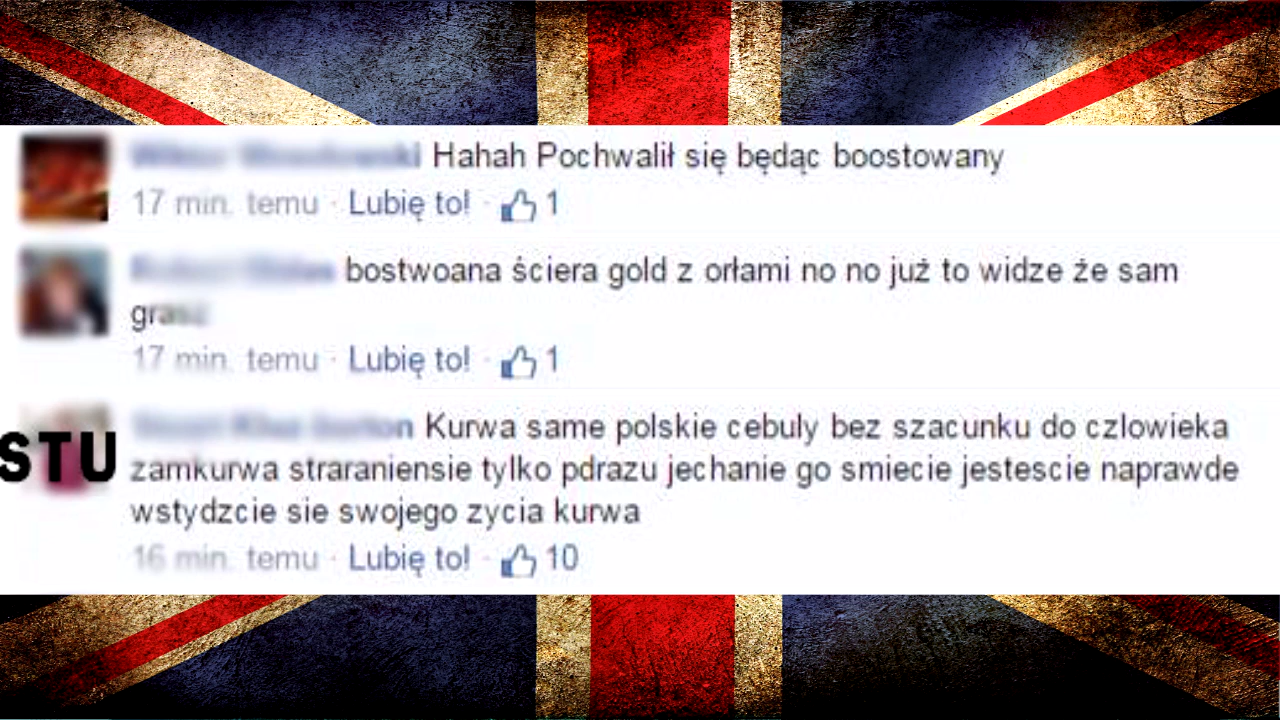 Hahah Pochwalił się będąc boostowany
17 min. temu · Lubię to! · 1
bostwoana ściera gold z orłami no no już to widze że sam
grasz
17 min. temu · Lubię to! · 1
Kurwa same polskie cebuly bez szacunku do czlowieka
STU
zamkurwa straraniensie tylko pdrazu jechanie go smiecie jestescie naprawde
wstydzcie sie swojego zycia kurwa
16 min. temu · Lubię to! · 10